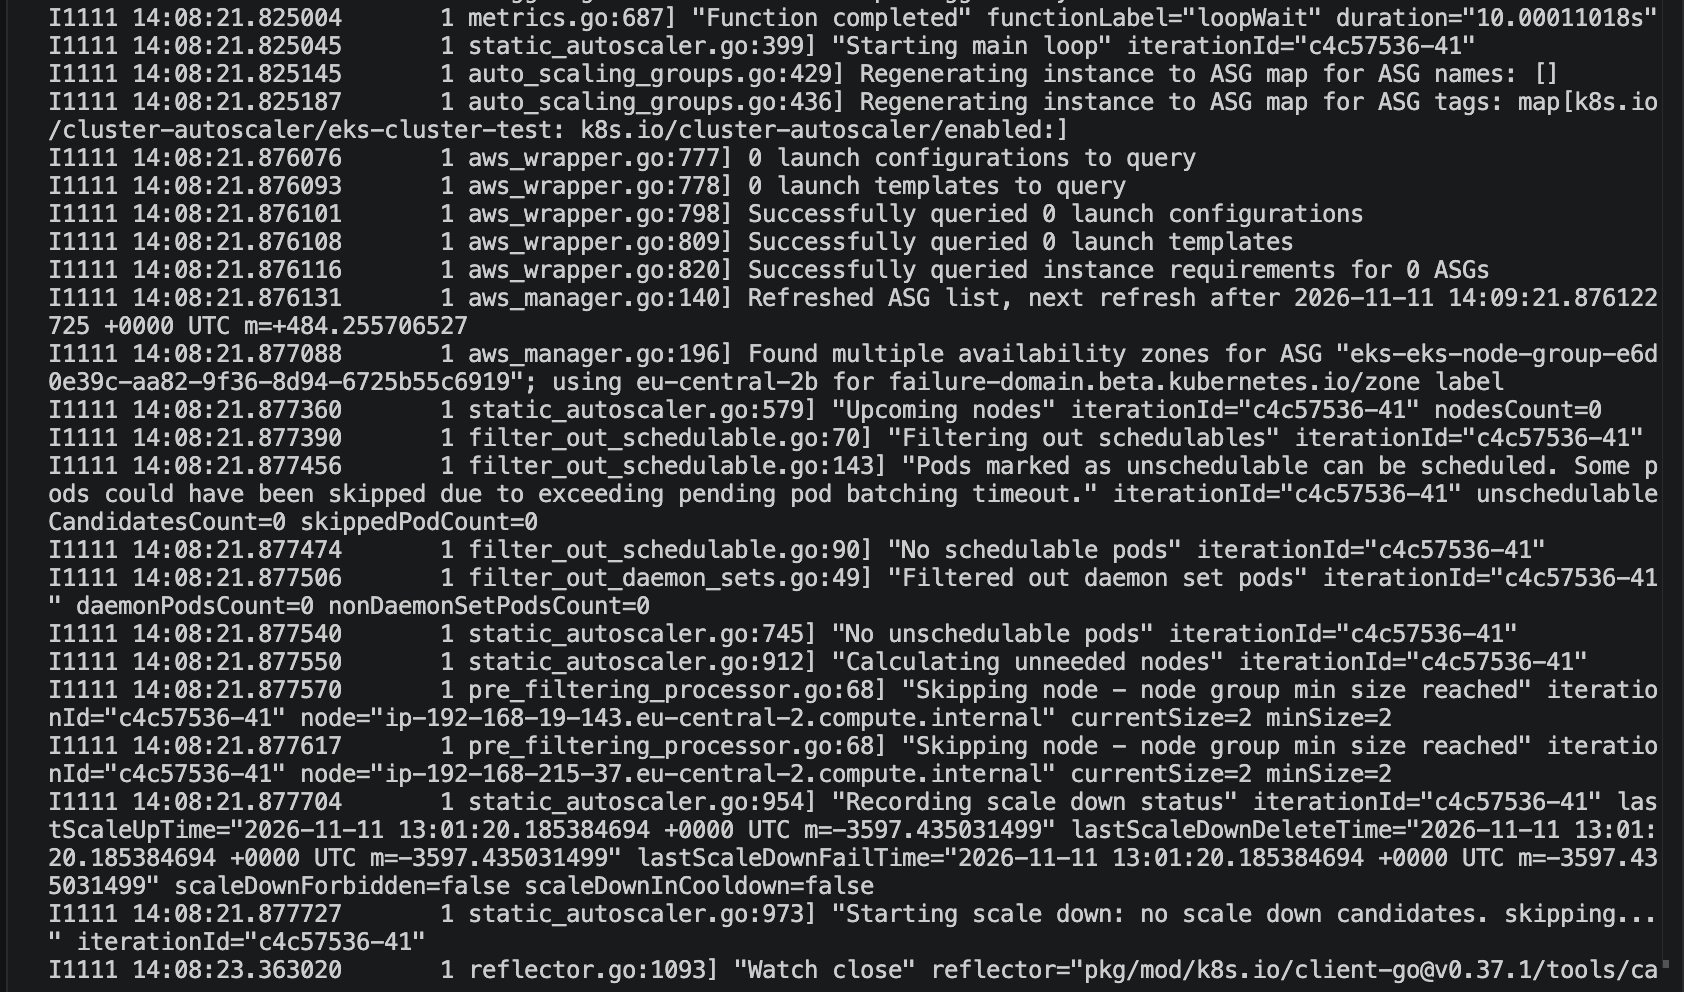 I1111 14:08:21.825004       1 metrics.go:687] "Function completed" functionLabel="loopWait" duration="10.00011018s"
I1111 14:08:21.825045       1 static_autoscaler.go:399] "Starting main loop" iterationId="c4c57536-41"
I1111 14:08:21.825145       1 auto_scaling_groups.go:429] Regenerating instance to ASG map for ASG names: []
I1111 14:08:21.825187       1 auto_scaling_groups.go:436] Regenerating instance to ASG map for ASG tags: map[k8s.io
/cluster-autoscaler/eks-cluster-test: k8s.io/cluster-autoscaler/enabled:]
I1111 14:08:21.876076       1 aws_wrapper.go:777] 0 launch configurations to query
I1111 14:08:21.876093       1 aws_wrapper.go:778] 0 launch templates to query
I1111 14:08:21.876101       1 aws_wrapper.go:798] Successfully queried 0 launch configurations
I1111 14:08:21.876108       1 aws_wrapper.go:809] Successfully queried 0 launch templates
I1111 14:08:21.876116       1 aws_wrapper.go:820] Successfully queried instance requirements for 0 ASGs
I1111 14:08:21.876131       1 aws_manager.go:140] Refreshed ASG list, next refresh after 2026-11-11 14:09:21.876122
725 +0000 UTC m=+484.255706527
I1111 14:08:21.877088       1 aws_manager.go:196] Found multiple availability zones for ASG "eks-eks-node-group-e6d
0e39c-aa82-9f36-8d94-6725b55c6919"; using eu-central-2b for failure-domain.beta.kubernetes.io/zone label
I1111 14:08:21.877360       1 static_autoscaler.go:579] "Upcoming nodes" iterationId="c4c57536-41" nodesCount=0
I1111 14:08:21.877390       1 filter_out_schedulable.go:70] "Filtering out schedulables" iterationId="c4c57536-41"
I1111 14:08:21.877456       1 filter_out_schedulable.go:143] "Pods marked as unschedulable can be scheduled. Some p
ods could have been skipped due to exceeding pending pod batching timeout." iterationId="c4c57536-41" unschedulable
CandidatesCount=0 skippedPodCount=0
I1111 14:08:21.877474       1 filter_out_schedulable.go:90] "No schedulable pods" iterationId="c4c57536-41"
I1111 14:08:21.877506       1 filter_out_daemon_sets.go:49] "Filtered out daemon set pods" iterationId="c4c57536-41
" daemonPodsCount=0 nonDaemonSetPodsCount=0
I1111 14:08:21.877540       1 static_autoscaler.go:745] "No unschedulable pods" iterationId="c4c57536-41"
I1111 14:08:21.877550       1 static_autoscaler.go:912] "Calculating unneeded nodes" iterationId="c4c57536-41"
I1111 14:08:21.877570       1 pre_filtering_processor.go:68] "Skipping node - node group min size reached" iteratio
nId="c4c57536-41" node="ip-192-168-19-143.eu-central-2.compute.internal" currentSize=2 minSize=2
I1111 14:08:21.877617       1 pre_filtering_processor.go:68] "Skipping node - node group min size reached" iteratio
nId="c4c57536-41" node="ip-192-168-215-37.eu-central-2.compute.internal" currentSize=2 minSize=2
I1111 14:08:21.877704       1 static_autoscaler.go:954] "Recording scale down status" iterationId="c4c57536-41" las
tScaleUpTime="2026-11-11 13:01:20.185384694 +0000 UTC m=-3597.435031499" lastScaleDownDeleteTime="2026-11-11 13:01:
20.185384694 +0000 UTC m=-3597.435031499" lastScaleDownFailTime="2026-11-11 13:01:20.185384694 +0000 UTC m=-3597.43
5031499" scaleDownForbidden=false scaleDownInCooldown=false
I1111 14:08:21.877727       1 static_autoscaler.go:973] "Starting scale down: no scale down candidates. skipping...
" iterationId="c4c57536-41"
I1111 14:08:23.363020       1 reflector.go:1093] "Watch close" reflector="pkg/mod/k8s.io/client-go@v0.37.1/tools/ca